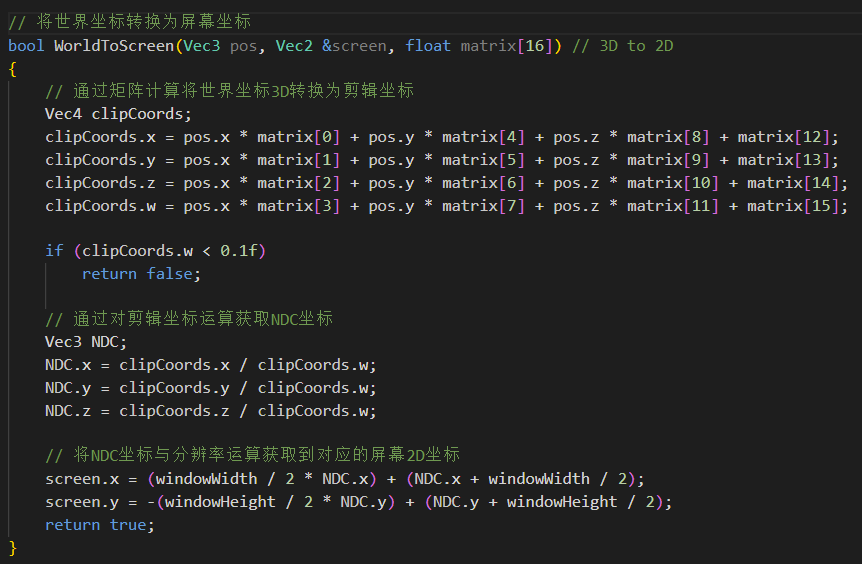 // 将世界坐标转换为屏幕坐标
bool WorldToScreen(Vec3 pos, Vec2 &screen, float matrix[16]) // 3D to 2D
{
    // 通过矩阵计算将世界坐标3D转换为剪辑坐标
    Vec4 clipCoords;
    clipCoords.x = pos.x * matrix[0] + pos.y * matrix[4] + pos.z * matrix[8] + matrix[12];
    clipCoords.y = pos.x * matrix[1] + pos.y * matrix[5] + pos.z * matrix[9] + matrix[13];
    clipCoords.z = pos.x * matrix[2] + pos.y * matrix[6] + pos.z * matrix[10] + matrix[14];
    clipCoords.w = pos.x * matrix[3] + pos.y * matrix[7] + pos.z * matrix[11] + matrix[15];
    if (clipCoords.w < 0.1f)
        return false;
    // 通过对剪辑坐标运算获取NDC坐标
    Vec3 NDC;
    NDC.x = clipCoords.x / clipCoords.w;
    NDC.y = clipCoords.y / clipCoords.w;
    NDC.z = clipCoords.z / clipCoords.w;
    // 将NDC坐标与分辨率运算获取到对应的屏幕2D坐标
    screen.x = (windowWidth / 2 * NDC.x) + (NDC.x + windowWidth / 2);
    screen.y = -(windowHeight / 2 * NDC.y) + (NDC.y + windowHeight / 2);
    return true;
}